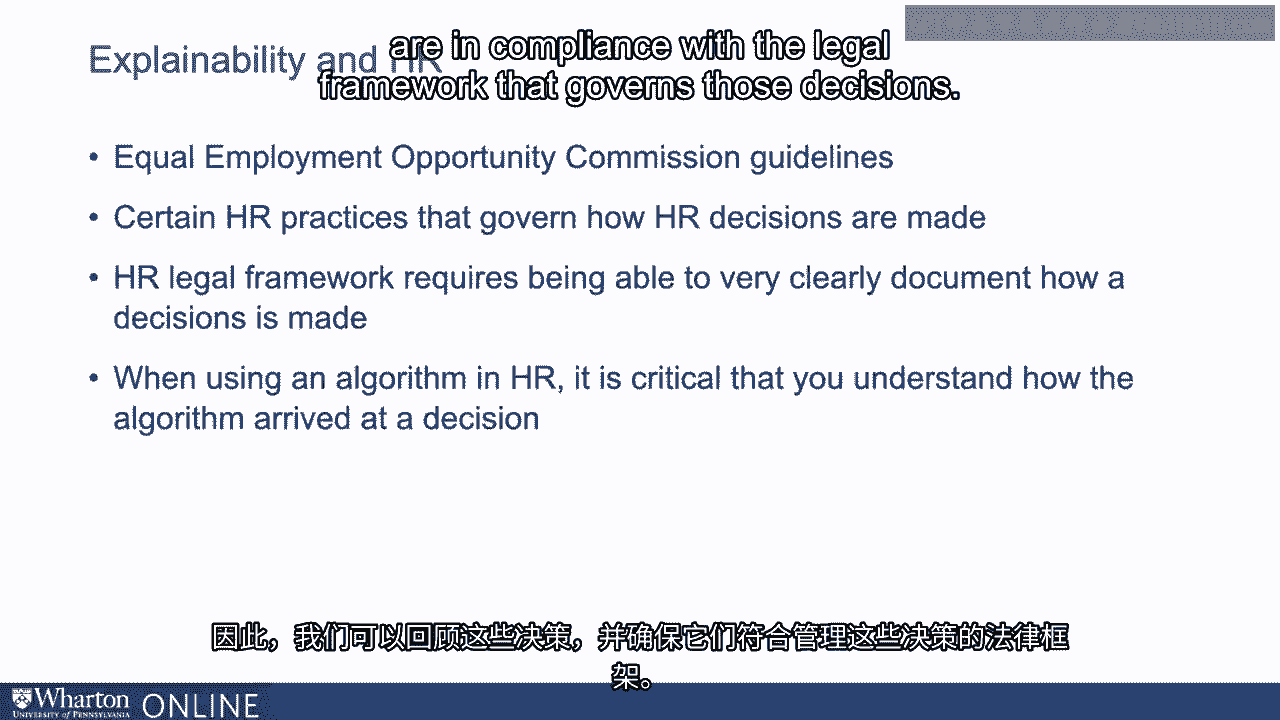 Explainability and HR
are in compliance with the legal
framework that governs those decisions.
• Equal Employment Opportunity Commission guidelines
• Certain HR practices that govern how HR decisions are made
• HR legal framework requires being able to very clearly document how a
decisions is made
• When using an algorithm in HR, it is critical that you understand how the
algorithm arrived at a decision
因此，我们可以回顾这些决策，并确保它们符合管理这些决策的法律框
架。
Wharton ONLINE
UNIVERSITY of PENNSYLVANIA